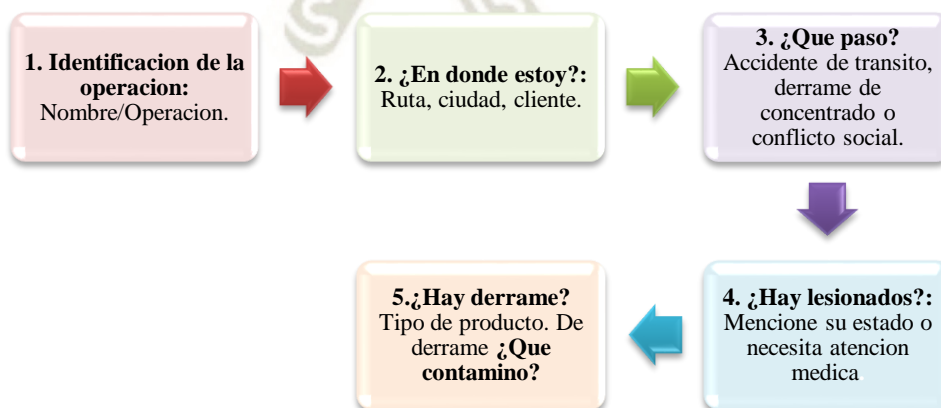 1. Identificacion de la
operacion:
Nombre/Operacion.
2. ¿En donde estoy?:
Ruta, ciudad, cliente.
3. ¿Que paso?
Accidente de transito,
derrame de
concentrado o
conflicto social.
4. ¿Hay lesionados?:
Mencione su estado o
necesita atencion
medica.
5.¿Hay derrame?
Tipo de producto. De
derrame ¿Que
contamino?